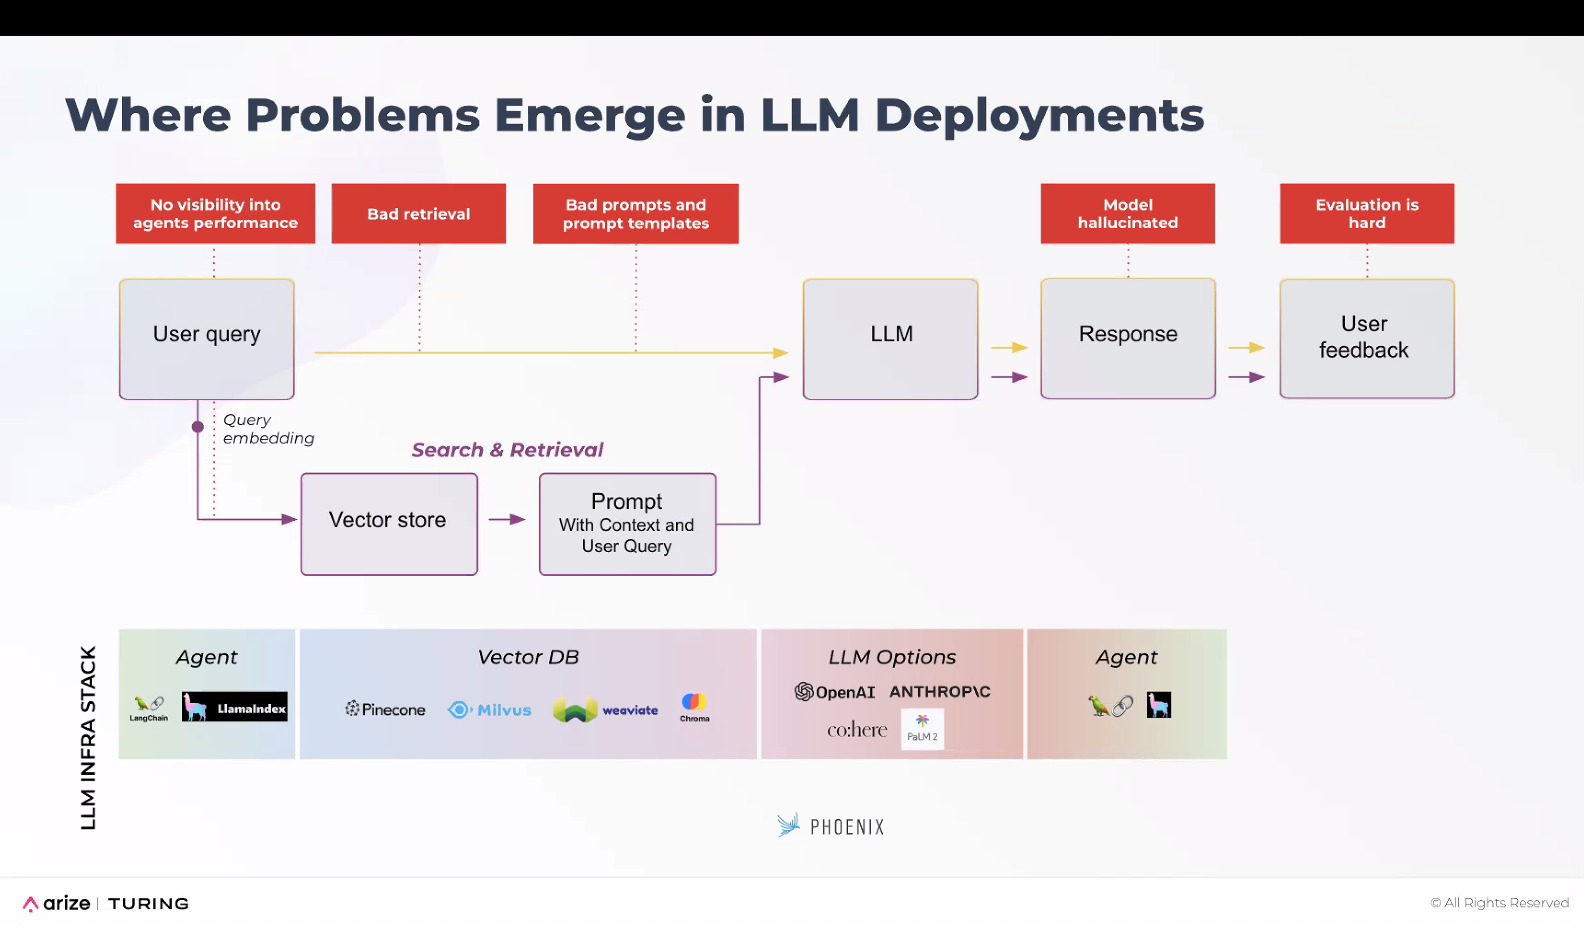 Where Problems Emerge in LLM Deployments
No visibility into
agents performance
Bad retrieval
Bad prompts and
prompt templates
Model
hallucinated
Evaluation is
hard
User query
LLM
Response
User
feedback
Query
embedding
Search & Retrieval
Vector store
Prompt
With Context and
User Query
LLM INFRA STACK
Agent
LangChain
LlamaIndex
Vector DB
Pinecone
Milvus
weaviate
Chroma
LLM Options
OpenAI
ANTHROP\C
co:here
PaLM 2
Agent
PHOENIX
arize | TURING
© All Rights Reserved